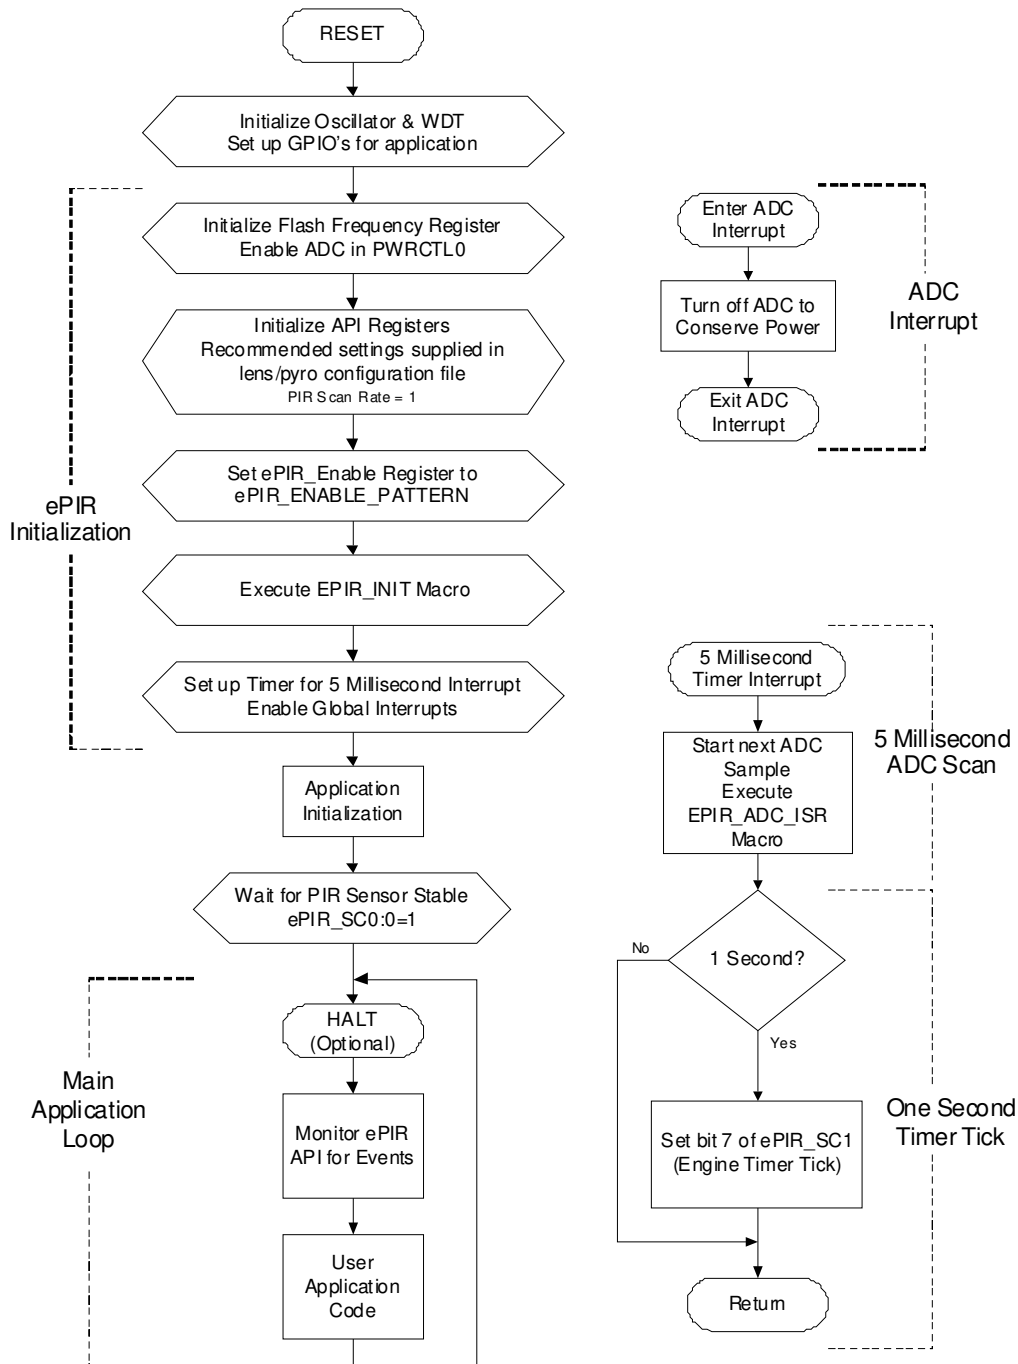 RESET
Initialize Oscillator & WDT
Set up GPIO's for application
Initialize Flash Frequency Register
Enable ADC in PWRCTL0
Initialize API Registers
Recommended settings supplied in
lens/pyro configuration file
PIR Scan Rate = 1
Set ePIR_Enable Register to
ePIR_ENABLE_PATTERN
ePIR
Initialization
Execute EPIR_INIT Macro
Set up Timer for 5 Millisecond Interrupt
Enable Global Interrupts
Application
Initialization
Wait for PIR Sensor Stable
ePIR_SC0:0=1
HALT
(Optional)
Main
Application
Loop
Monitor ePIR
API for Events
User
Application
Code
Enter ADC
Interrupt
Turn off ADC to
Conserve Power
Exit ADC
Interrupt
ADC
Interrupt
5 Millisecond
Timer Interrupt
Start next ADC
Sample
Execute
EPIR_ADC_ISR
Macro
5 Millisecond
ADC Scan
1 Second?
No
Yes
Set bit 7 of ePIR_SC1
(Engine Timer Tick)
One Second
Timer Tick
Return